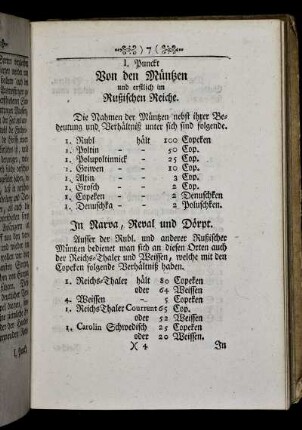 ) 7 (
I. Punckt
Von den Müntzen
und erstlich im
Rußischen Reiche.
Die Nahmen der Müntzen nebst ihrer Be-
deutung und Verhältniß unter sich sind folgende.
1. Rubl hält 100 Copeken
1. Poltin - - 50 Cop.
1. Polupoltinnick - 25 Cop.
1. Griwen - - 10 Cop.
1. Altin - - 3 Cop.
1. Grosch - - 2 Cop.
1. Copeken - - 2 Denuschken
1. Denuschka - - 2 Poluschken.
In Narva, Reval und Dörpt.
Ausser der Rubl. und anderer Rußischer
Müntzen bedienet man sich an diesen Orten auch
der Reichs-Thaler und Weissen, welche mit den
Copeken folgende Verhältniß haben.
1. Reichs-Thaler hält 80 Copeken
oder 64 Weissen
4. Weissen - 5 Copeken
1. Reichs-Thaler Courrent 65 Cop.
oder 52 Weissen
1. Carolin Schwedisch 25 Copeken
oder 20 Weissen.
X 4 In